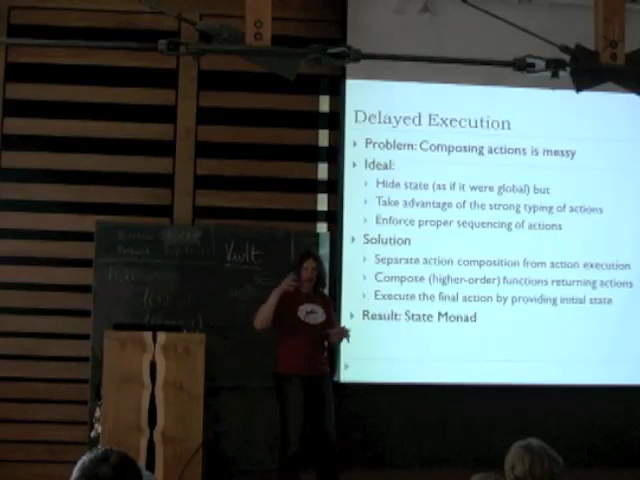 Delayed Execution
Problem: Composing actions is messy
Ideal:
Hide state (as if it were global) but
Take advantage of the strong typing of actions
Enforce proper sequencing of actions
Solution
Separate action composition from action execution
Compose (higher-order) functions returning actions
Execute the final action by providing initial state
Result: State Monad
Vault